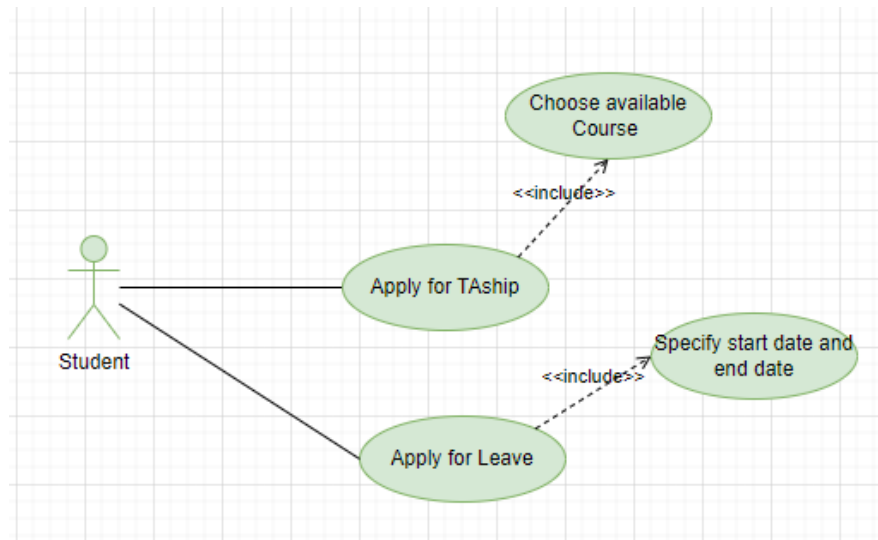 Choose available
Course
<<include>>
Apply for TAship
Student
Specify start date and
end date
<<include>>
Apply for Leave